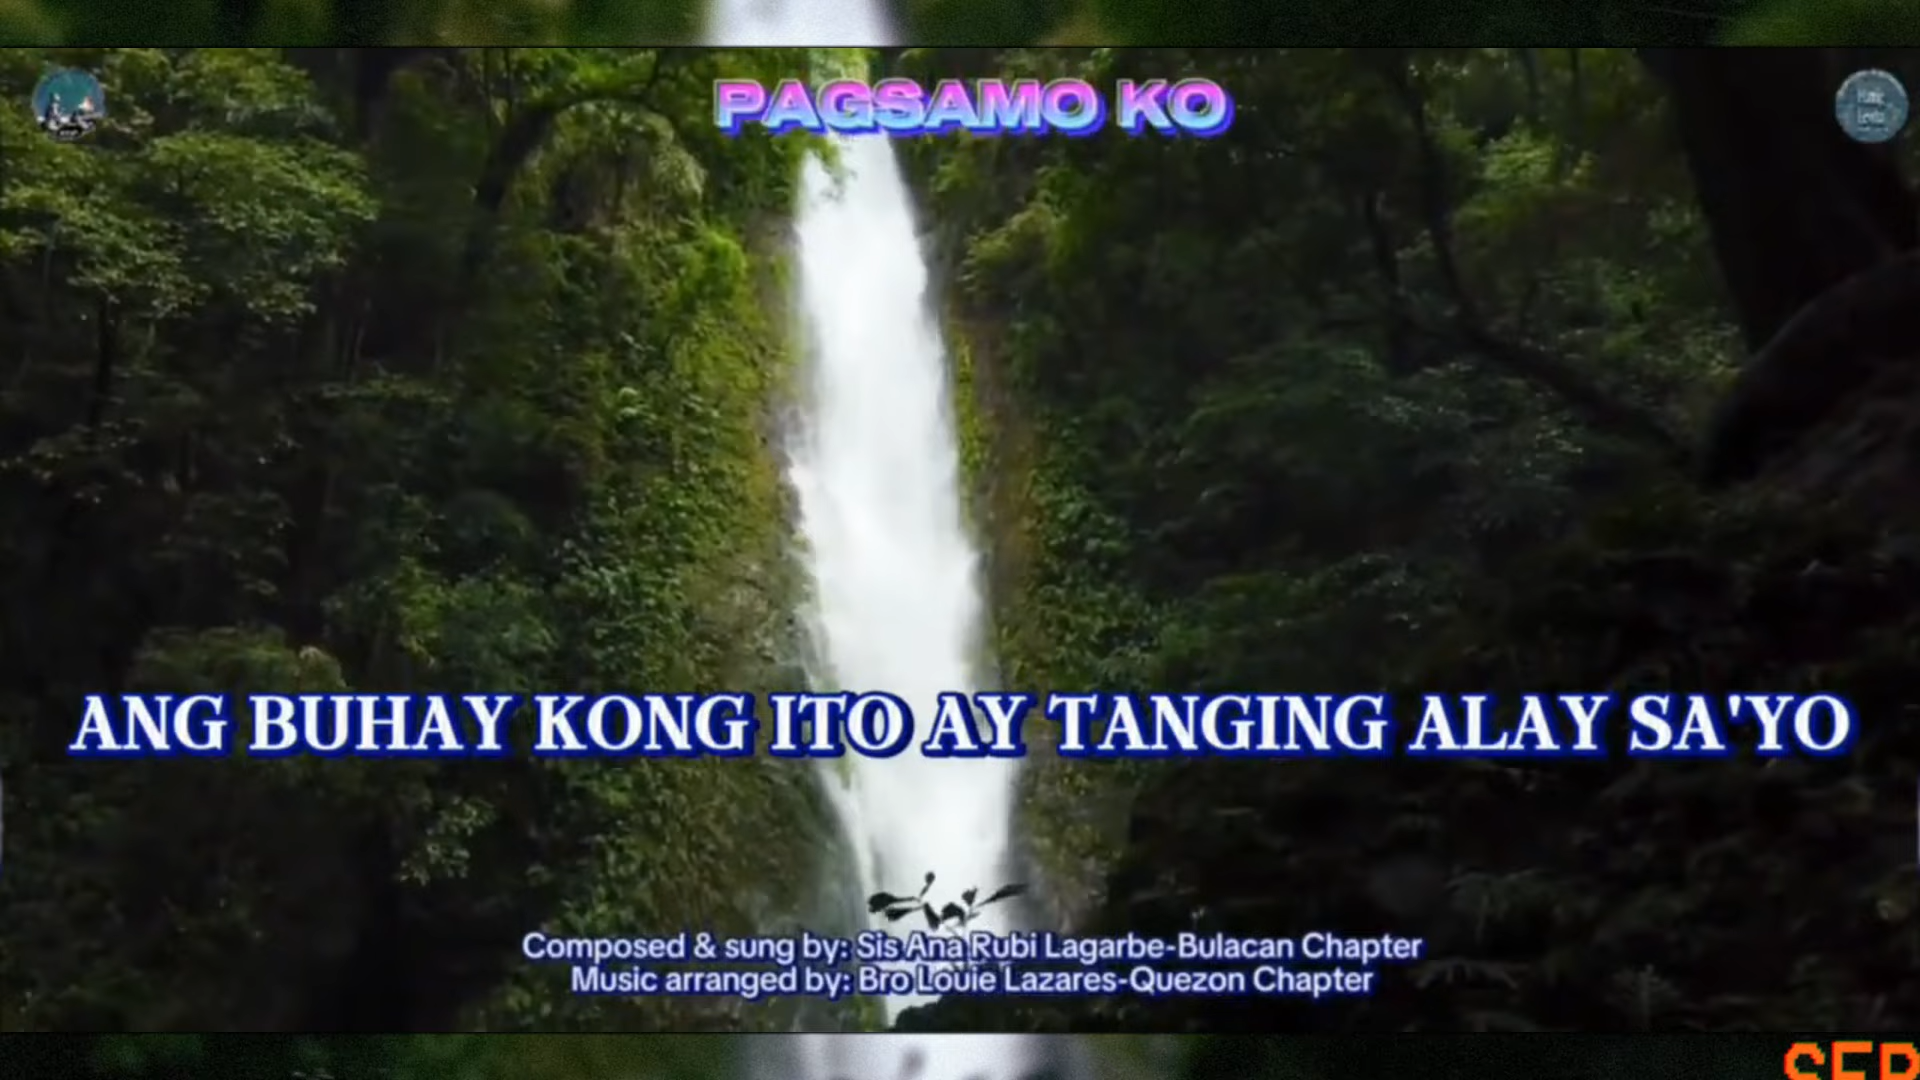 PAGSAMO KO
ANG BUHAY KONG ITO AY TANGING ALAY SA'YO
Composed & sung by: Sis Ana Rubi Lagarbe-Bulacan Chapter
Music arranged by: Bro Louie Lazares-Quezon Chapter